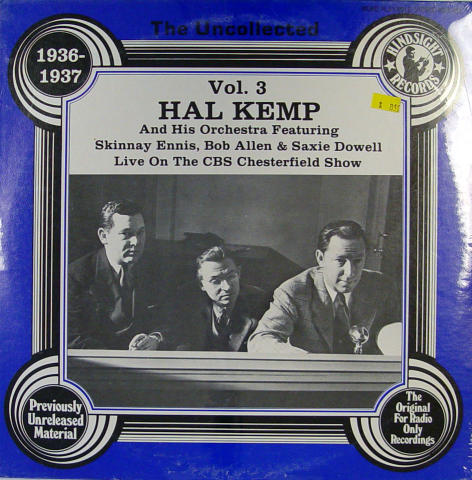 The Uncollected
1936-
1937
HINDSIGHT
RECORDS
Vol. 3
HAL KEMP
And His Orchestra Featuring
Skinnay Ennis, Bob Allen & Saxie Dowell
Live On The CBS Chesterfield Show
Previously
Unreleased
Material
The
Original
For Radio
Only
Recordings